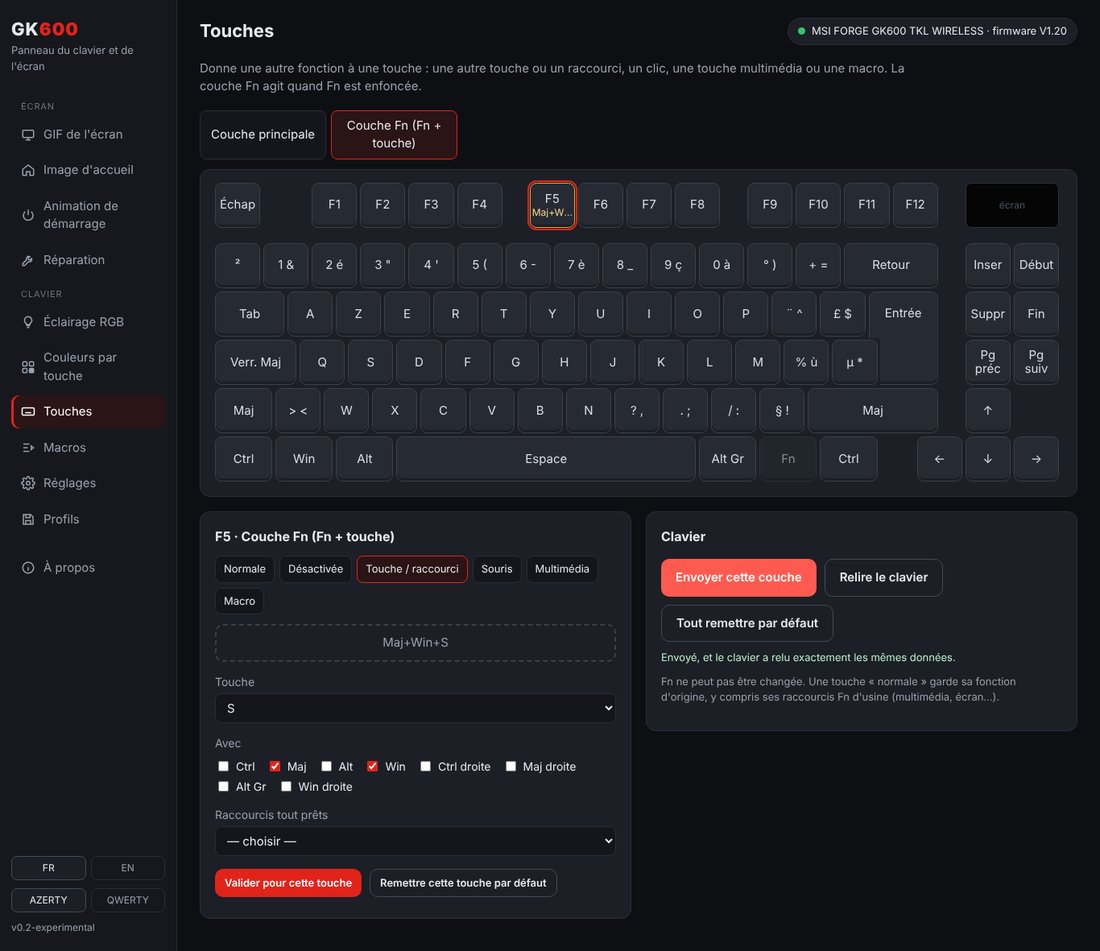 GK600
Panneau du clavier et de
l'écran
ÉCRAN
GIF de l'écran
Image d'accueil
Animation de
démarrage
Réparation
CLAVIER
Éclairage RGB
Couleurs par
touche
Touches
Macros
Réglages
Profils
À propos
FR EN
AZERTY QWERTY
v0.2-experimental
Touches
MSI FORGE GK600 TKL WIRELESS · firmware V1.20
Donne une autre fonction à une touche : une autre touche ou un raccourci, un clic, une touche multimédia ou une macro. La
couche Fn agit quand Fn est enfoncée.
Couche principale
Couche Fn (Fn +
touche)
Échap F1 F2 F3 F4 F5 F6 F7 F8 F9 F10 F11 F12 écran
Maj+W...
² 1 & 2 é 3 " 4 ' 5 ( 6 - 7 è 8 _ 9 ç 0 à ° ) + = Retour Inser Début
Tab A Z E R T Y U I O P ¨ ^ £ $ Entrée Suppr Fin
Verr. Maj Q S D F G H J K L M % ù µ * Pg préc Pg suiv
Maj > < W X C V B N ? , . ; / : § ! Maj ↑
Ctrl Win Alt Espace Alt Gr Fn Ctrl ← ↓ →
F5 · Couche Fn (Fn + touche)
Normale Désactivée Touche / raccourci Souris Multimédia
Macro
Maj+Win+S
Touche
S
Avec
Ctrl Maj Alt Win Ctrl droite Maj droite
Alt Gr Win droite
Raccourcis tout prêts
— choisir —
Valider pour cette touche Remettre cette touche par défaut
Clavier
Envoyer cette couche Relire le clavier
Tout remettre par défaut
Envoyé, et le clavier a relu exactement les mêmes données.
Fn ne peut pas être changée. Une touche « normale » garde sa fonction
d'origine, y compris ses raccourcis Fn d'usine (multimédia, écran...).